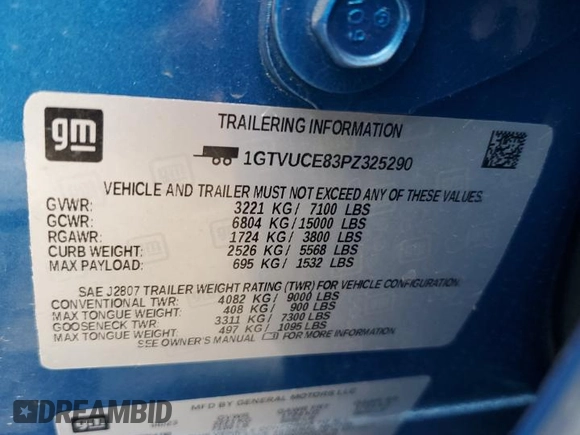 109
gm
TRAILERING INFORMATION
1GTVUCE83PZ325290
VEHICLE AND TRAILER MUST NOT EXCEED ANY OF THESE VALUES.
GVWR: 3221 KG/ 7100 LBS
GCWR: 6804 KG/15000 LBS
RGAWR: 1724 KG/ 3800 LBS
CURB WEIGHT: 2526 KG/ 5568 LBS
MAX PAYLOAD: 695 KG/ 1532 LBS
SAE J2807 TRAILER WEIGHT RATING (TWR) FOR VEHICLE CONFIGURATION.
CONVENTIONAL TWR: 4082 KG/ 9000 LBS
MAX TONGUE WEIGHT: 408 KG/ 900 LBS
GOOSENECK TWR: 3311 KG/ 7300 LBS
MAX TONGUE WEIGHT: 497 KG/ 1095 LBS
SEE OWNER'S MANUAL FOR MORE INFORMATION
MFD BY GENERAL MOTORS LLC
DREAMBID